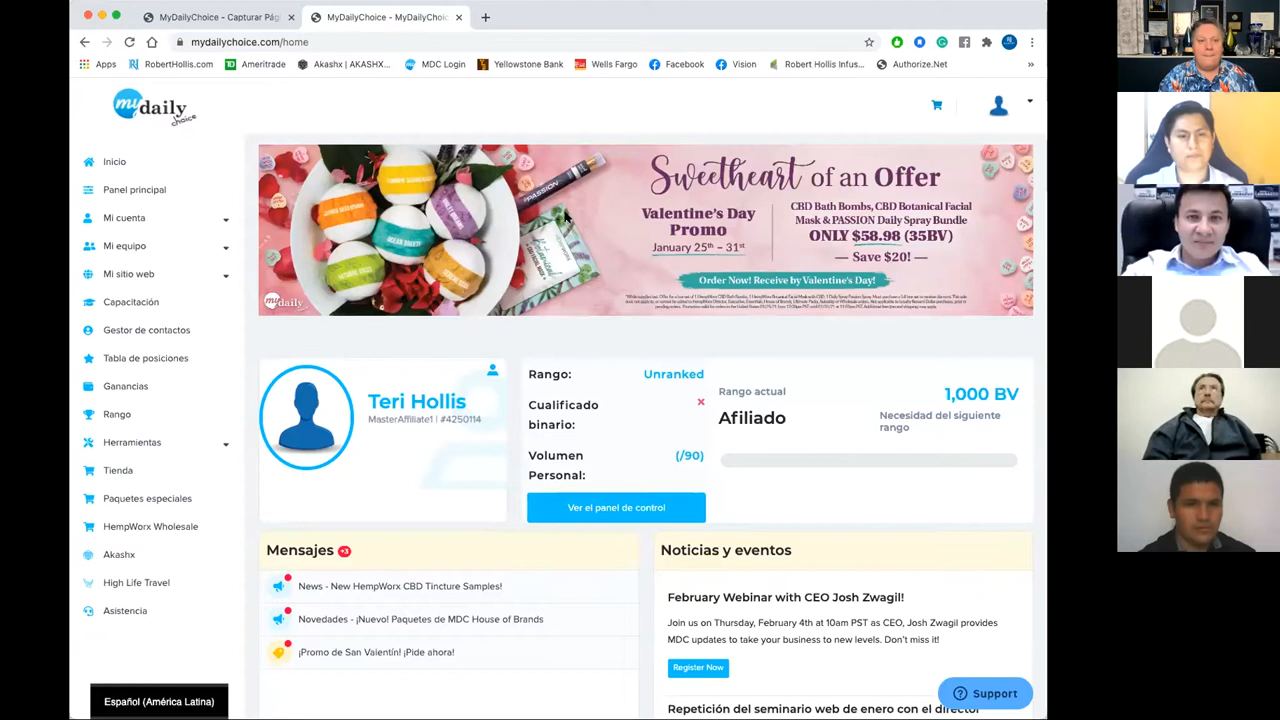 MyDailyChoice - Capturar Pág
MyDailyChoice - MyDailyChoic
mydailychoice.com/home
Apps
RobertHollis.com
Ameritrade
Akashx | AKASHX...
MDC Login
Yellowstone Bank
Wells Fargo
Facebook
Vision
Robert Hollis Infus...
Authorize.Net
»
my daily choice
Inicio
Panel principal
Mi cuenta
Mi equipo
Mi sitio web
Capacitación
Gestor de contactos
Tabla de posiciones
Ganancias
Rango
Herramientas
Tienda
Paquetes especiales
HempWorx Wholesale
Akashx
High Life Travel
Asistencia
Español (América Latina)
PASSION
OCEAN BREEZE
my daily
Sweetheart of an Offer
Valentine's Day
Promo
January 25th – 31st
CBD Bath Bombs, CBD Botanical Facial
Mask & PASSION Daily Spray Bundle
ONLY $58.98 (35BV)
— Save $20! —
Order Now! Receive by Valentine's Day!
Teri Hollis
MasterAffiliate1 | #4250114
Rango: Unranked
Cualificado
binario:
×
Volumen
Personal:
(/90)
Ver el panel de control
Rango actual
Afiliado
1,000 BV
Necesidad del siguiente
rango
Mensajes +3
News - New HempWorx CBD Tincture Samples!
Novedades - ¡Nuevo! Paquetes de MDC House of Brands
¡Promo de San Valentín! ¡Pide ahora!
Noticias y eventos
February Webinar with CEO Josh Zwagil!
Join us on Thursday, February 4th at 10am PST as CEO, Josh Zwagil provides
MDC updates to take your business to new levels. Don't miss it!
Register Now
Repetición del seminario web de enero con el director
Support